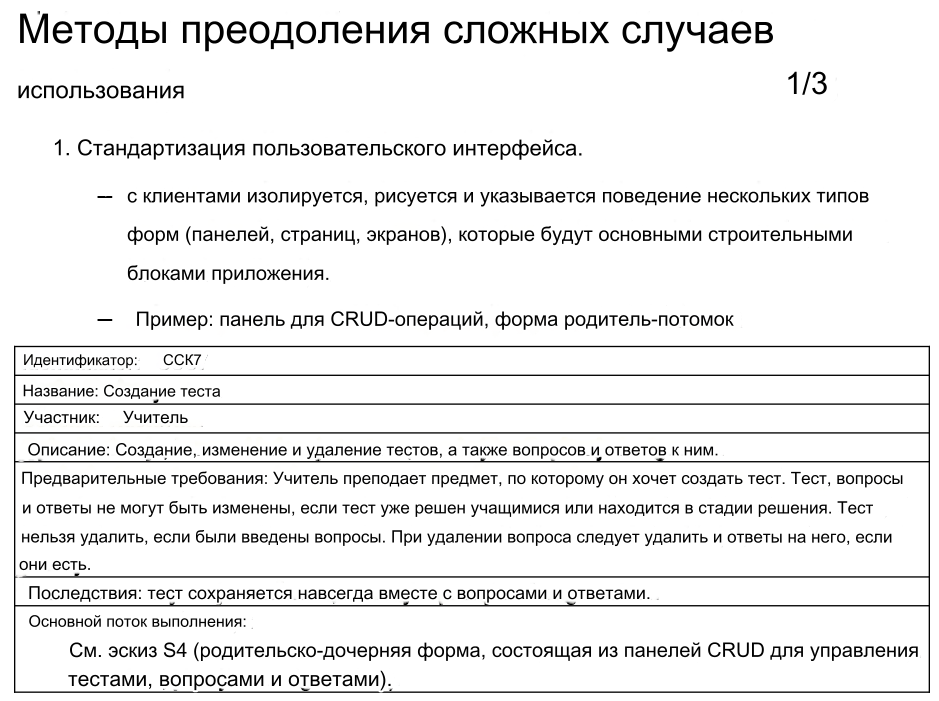 Методы преодоления сложных случаев
использования 1/3
1. Стандартизация пользовательского интерфейса.
— с клиентами изолируется, рисуется и указывается поведение нескольких типов
форм (панелей, страниц, экранов), которые будут основными строительными
блоками приложения.
— Пример: панель для CRUD-операций, форма родитель-потомок
Идентификатор: ССК7
Название: Создание теста
Участник: Учитель
Описание: Создание, изменение и удаление тестов, а также вопросов и ответов к ним.
Предварительные требования: Учитель преподает предмет, по которому он хочет создать тест. Тест, вопросы
и ответы не могут быть изменены, если тест уже решен учащимися или находится в стадии решения. Тест
нельзя удалить, если были введены вопросы. При удалении вопроса следует удалить и ответы на него, если
они есть.
Последствия: тест сохраняется навсегда вместе с вопросами и ответами.
Основной поток выполнения:
См. эскиз S4 (родительско-дочерняя форма, состоящая из панелей CRUD для управления
тестами, вопросами и ответами).